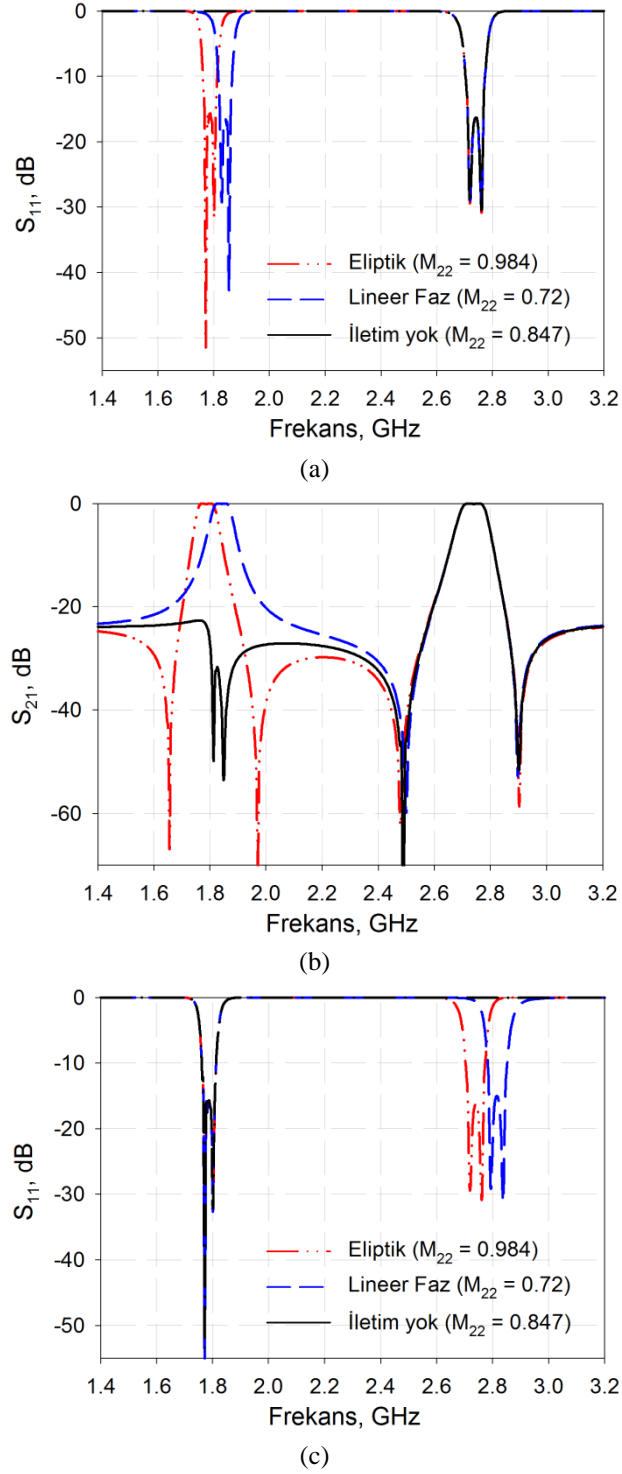 0
-10
-20
-30
-40
-50
S11, dB
Eliptik (M22 = 0.984)
Lineer Faz (M22 = 0.72)
İletim yok (M22 = 0.847)
1.4 1.6 1.8 2.0 2.2 2.4 2.6 2.8 3.0 3.2
Frekans, GHz
(a)
0
-20
-40
-60
S21, dB
1.4 1.6 1.8 2.0 2.2 2.4 2.6 2.8 3.0 3.2
Frekans, GHz
(b)
0
-10
-20
-30
-40
-50
S11, dB
Eliptik (M22 = 0.984)
Lineer Faz (M22 = 0.72)
İletim yok (M22 = 0.847)
1.4 1.6 1.8 2.0 2.2 2.4 2.6 2.8 3.0 3.2
Frekans, GHz
(c)